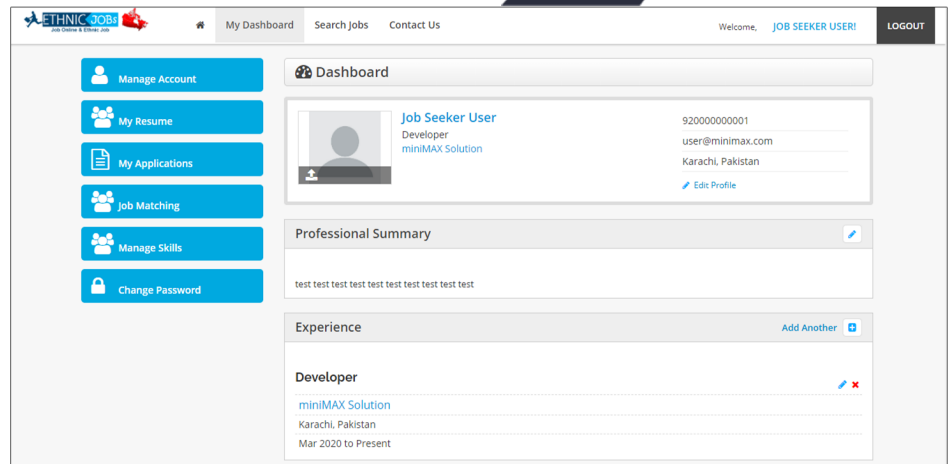 ETHNIC JOBS
Job Online & Ethnic Job
My Dashboard
Search Jobs
Contact Us
Welcome, JOB SEEKER USER!
LOGOUT
Manage Account
My Resume
My Applications
Job Matching
Manage Skills
Change Password
Dashboard
Job Seeker User
Developer
miniMAX Solution
920000000001
user@minimax.com
Karachi, Pakistan
Edit Profile
Professional Summary
test test test test test test test test test test
Experience
Add Another
Developer
miniMAX Solution
Karachi, Pakistan
Mar 2020 to Present